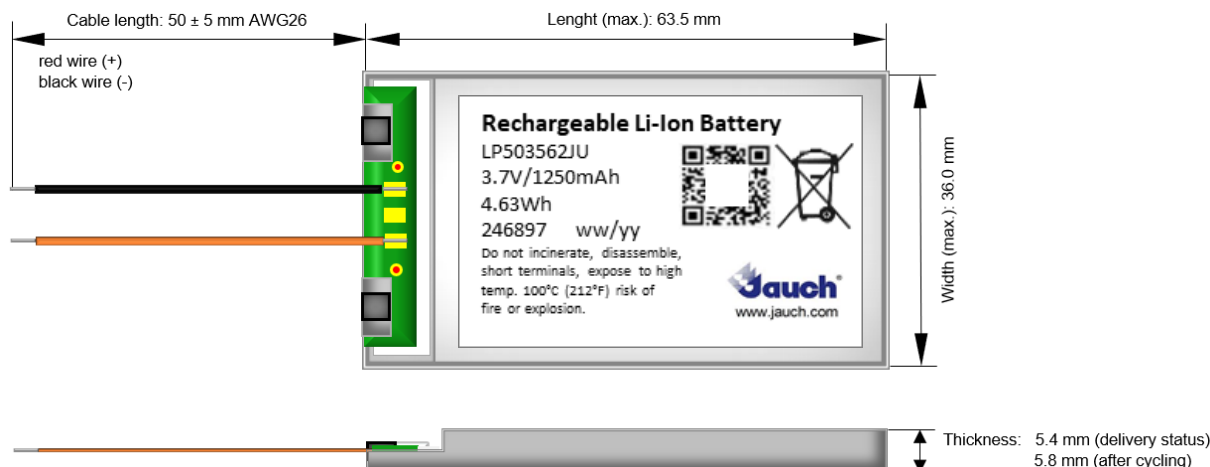 Cable length: 50 ± 5 mm AWG26
Lenght (max.): 63.5 mm
red wire (+)
black wire (-)
Rechargeable Li-Ion Battery
LP503562JU
3.7V/1250mAh
4.63Wh
246897 ww/yy
Do not incinerate, disassemble,
short terminals, expose to high
temp. 100°C (212°F) risk of
fire or explosion.
Jauch®
www.jauch.com
Width (max.): 36.0 mm
Thickness: 5.4 mm (delivery status)
5.8 mm (after cycling)